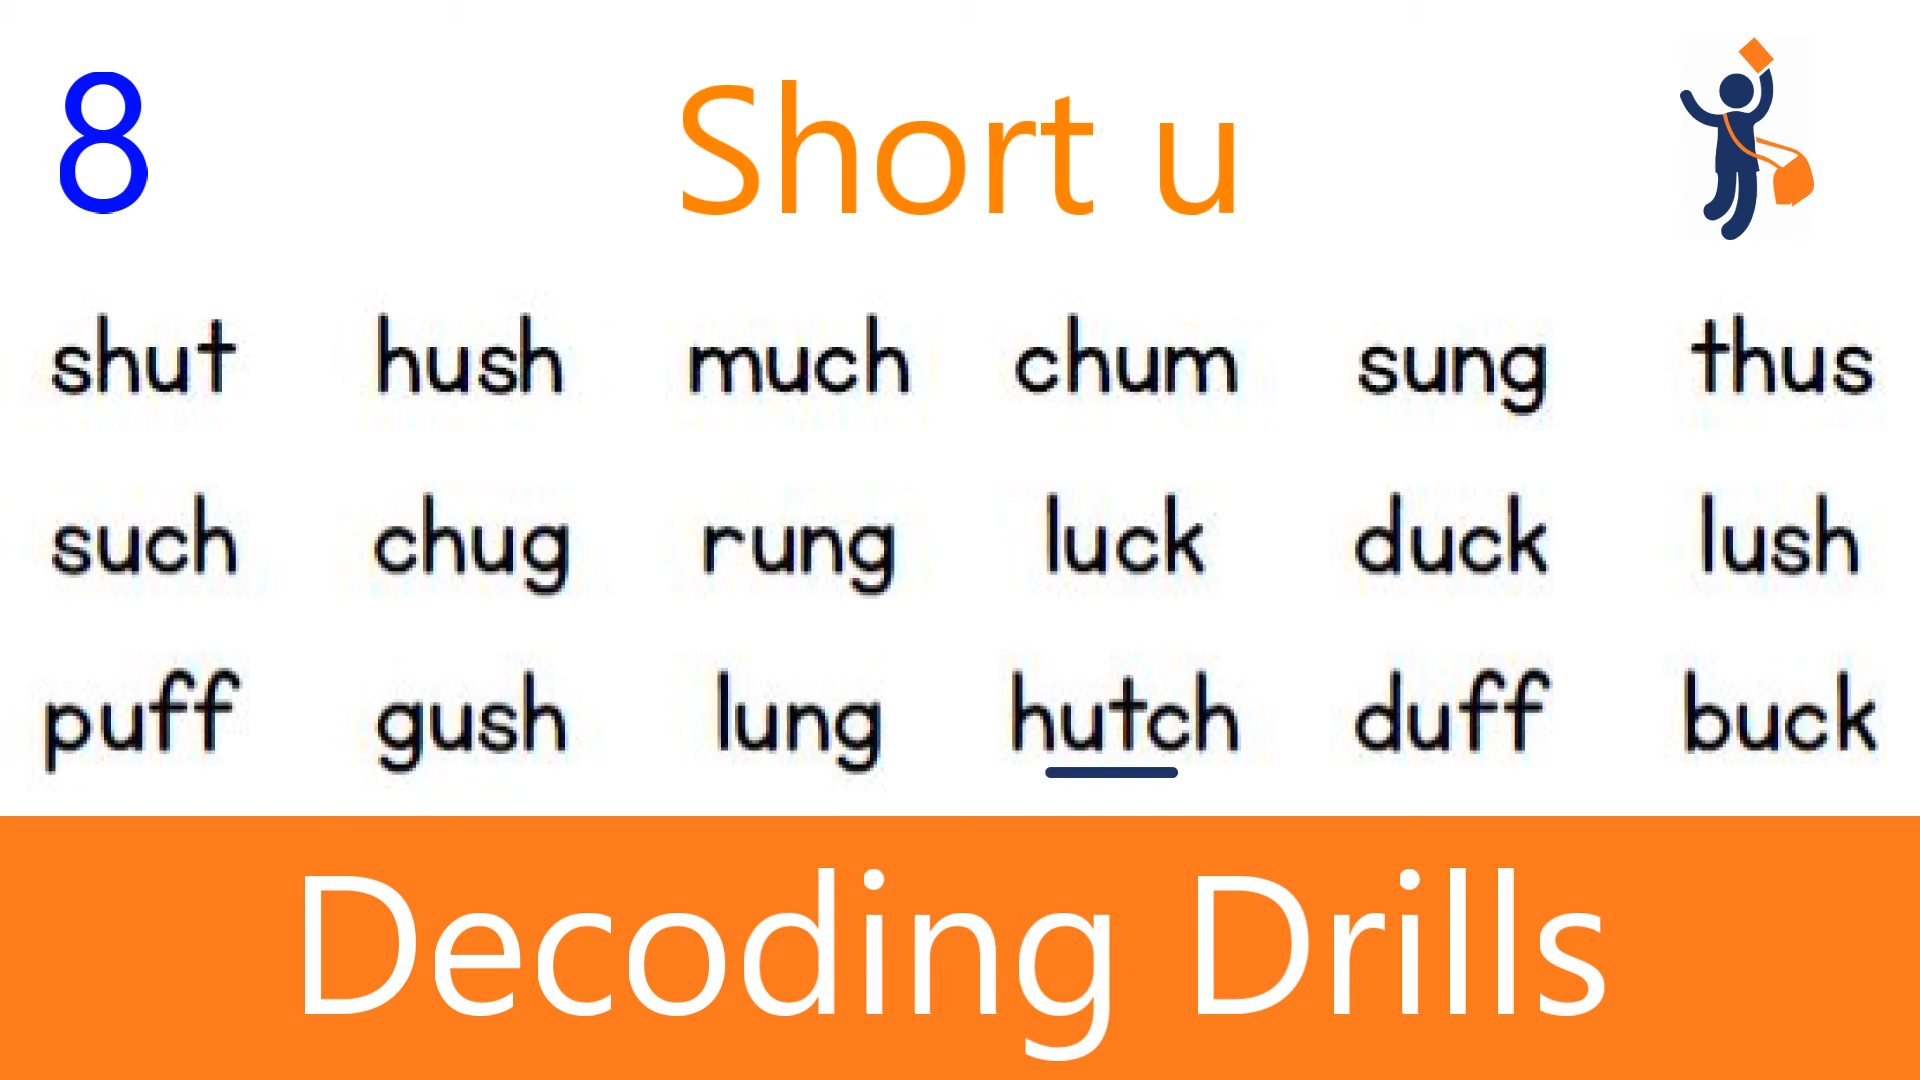 8 Short u
shut hush much chum sung thus
such chug rung luck duck lush
puff gush lung hutch duff buck
Decoding Drills